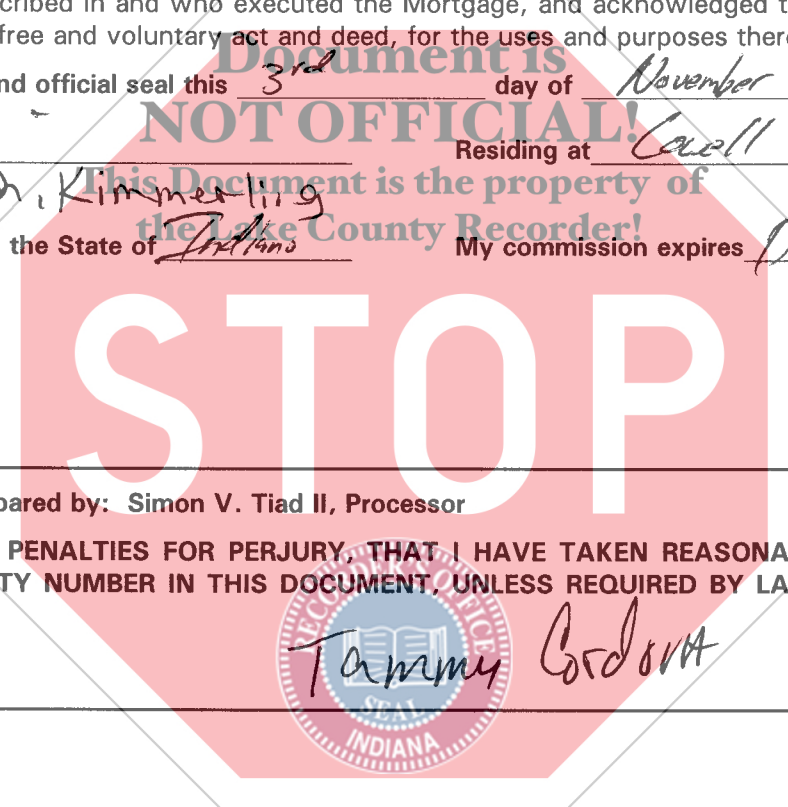 cribed in and who executed the Mortgage, and acknowledged t
free and voluntary act and deed, for the uses and purposes there
Document is
nd official seal this 3rd day of November
NOT OFFICIAL!
Residing at
This Document is the property of
Kimmerling
the Lake County Recorder!
the State of Indiana My commission expires
STOP
pared by: Simon V. Tiad II, Processor
PENALTIES FOR PERJURY, THAT I HAVE TAKEN REASONA
TY NUMBER IN THIS DOCUMENT, UNLESS REQUIRED BY LA
RECORDER'S OFFICE
Tammy Cordova
SEAL
INDIANA